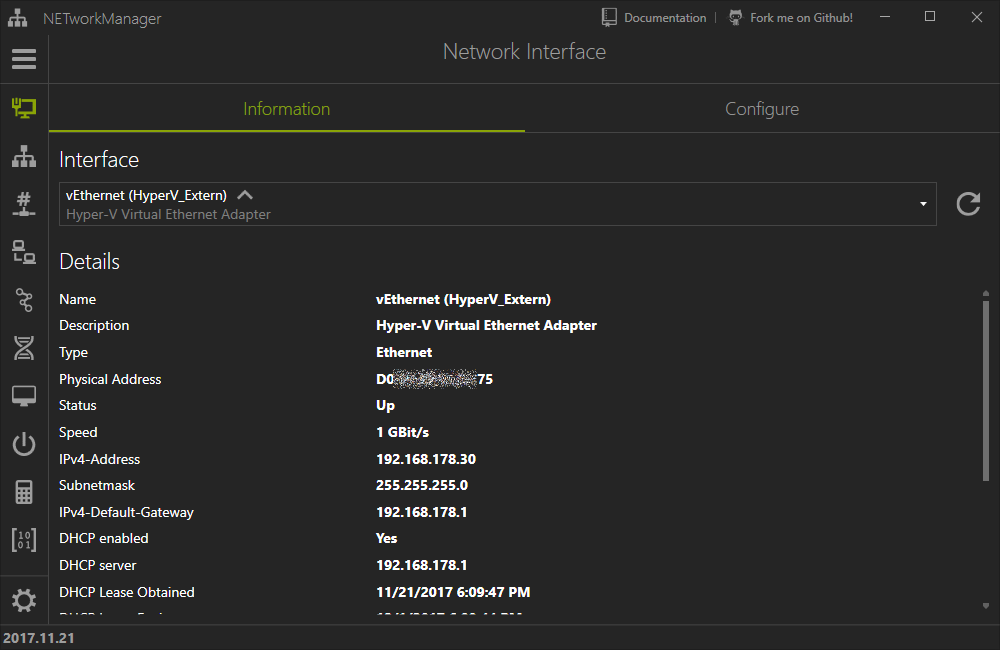 NETworkManager
Documentation
Fork me on Github!
Network Interface
Information
Configure
Interface
vEthernet (HyperV_Extern)
Hyper-V Virtual Ethernet Adapter
Details
Name vEthernet (HyperV_Extern)
Description Hyper-V Virtual Ethernet Adapter
Type Ethernet
Physical Address D0 75
Status Up
Speed 1 GBit/s
IPv4-Address 192.168.178.30
Subnetmask 255.255.255.0
IPv4-Default-Gateway 192.168.178.1
DHCP enabled Yes
DHCP server 192.168.178.1
DHCP Lease Obtained 11/21/2017 6:09:47 PM
2017.11.21